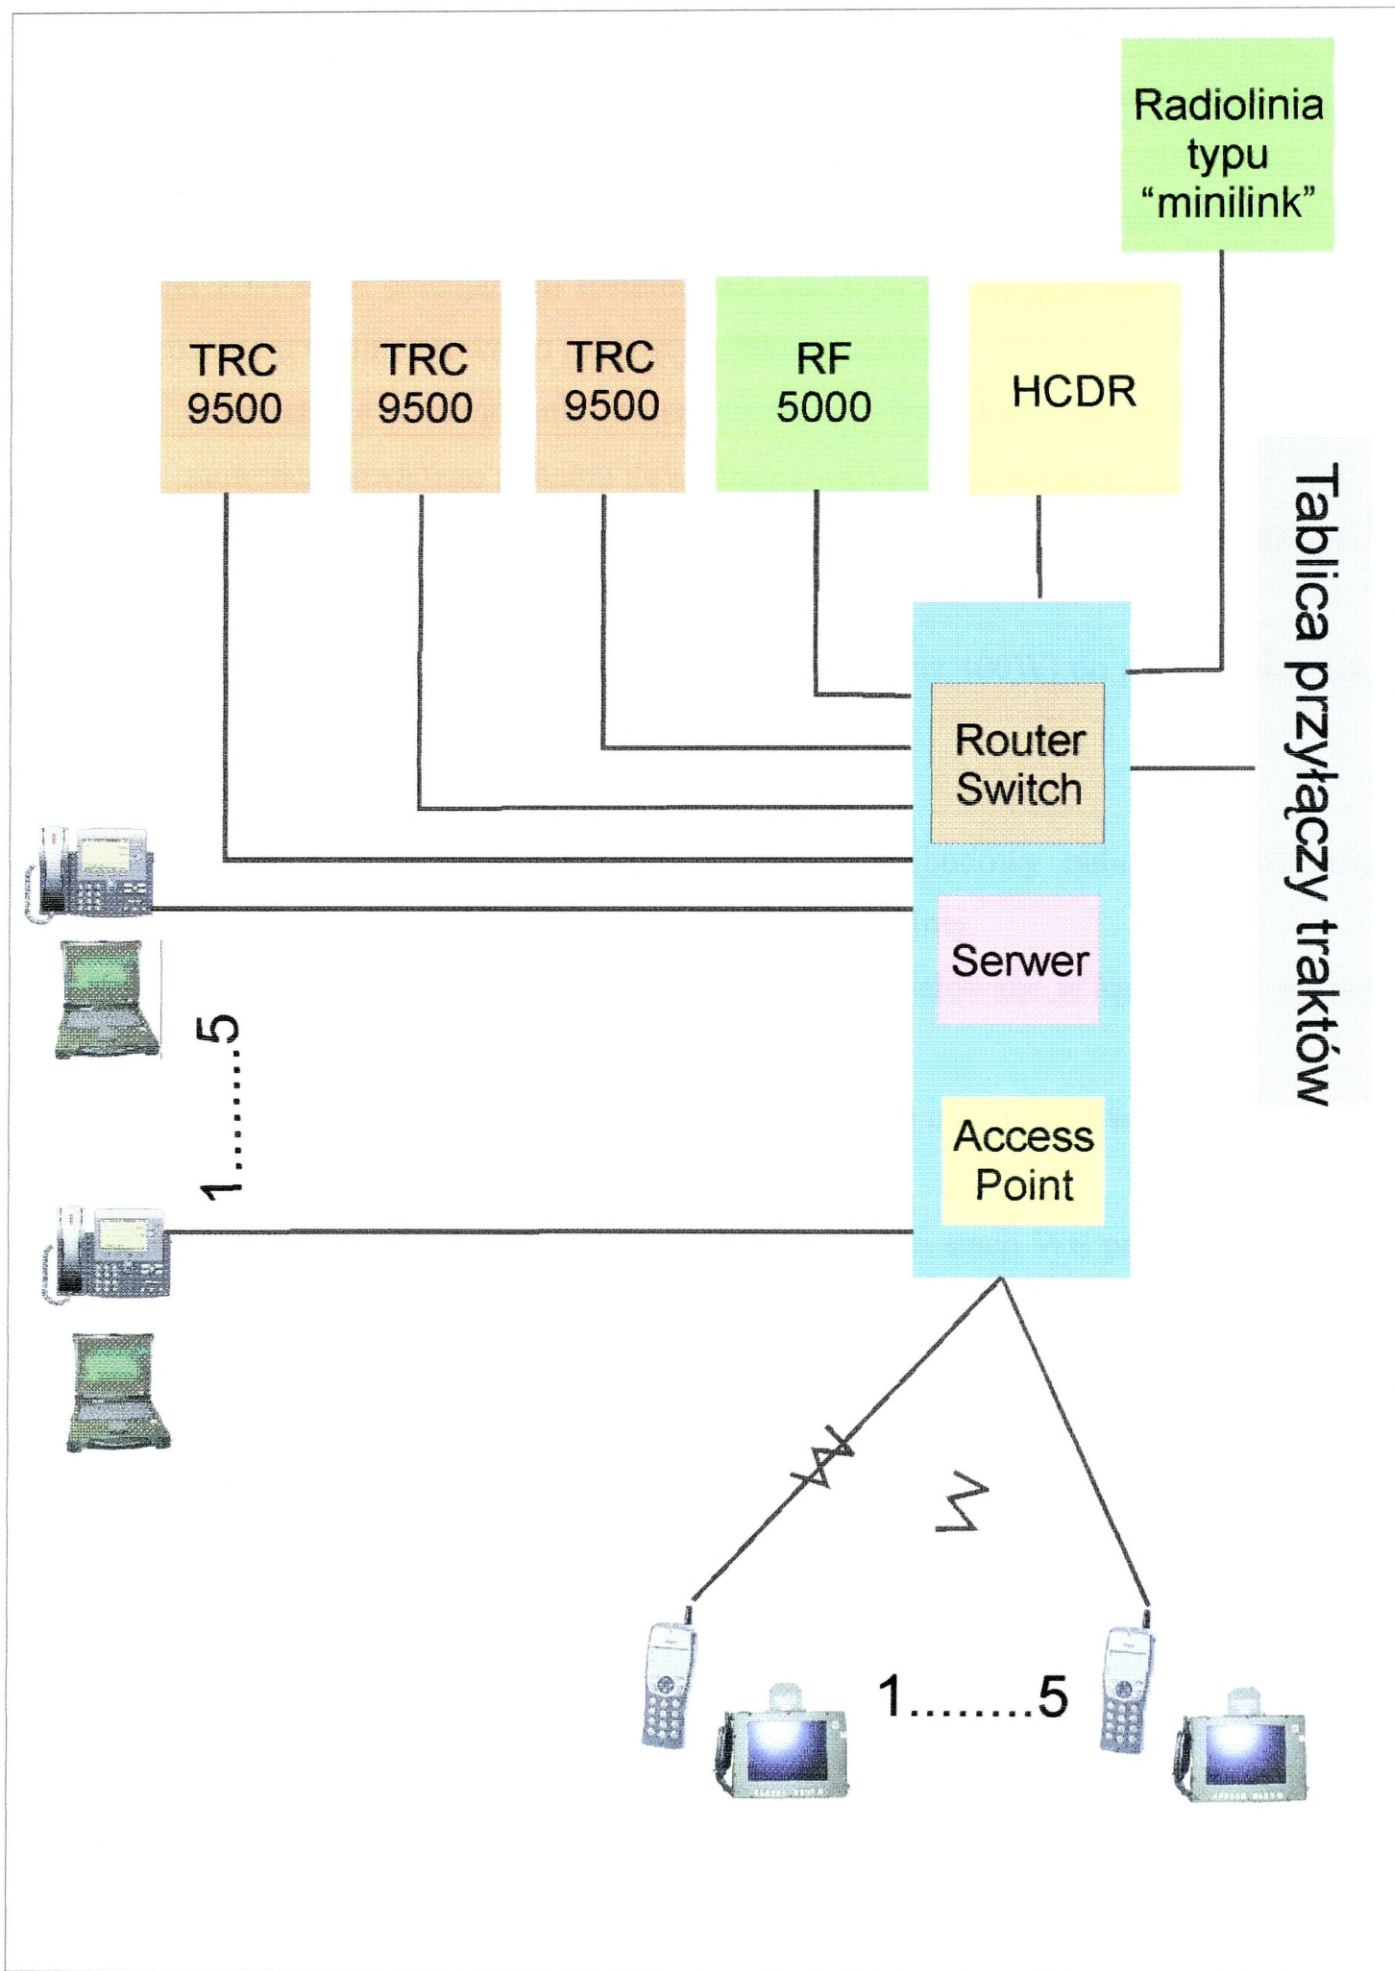 Radiolinia
typu
“minilink”
TRC
9500
TRC
9500
TRC
9500
RF
5000
HCDR
Tablica przyłączy traktów
Router
Switch
Serwer
1........5
Access
Point
1........5